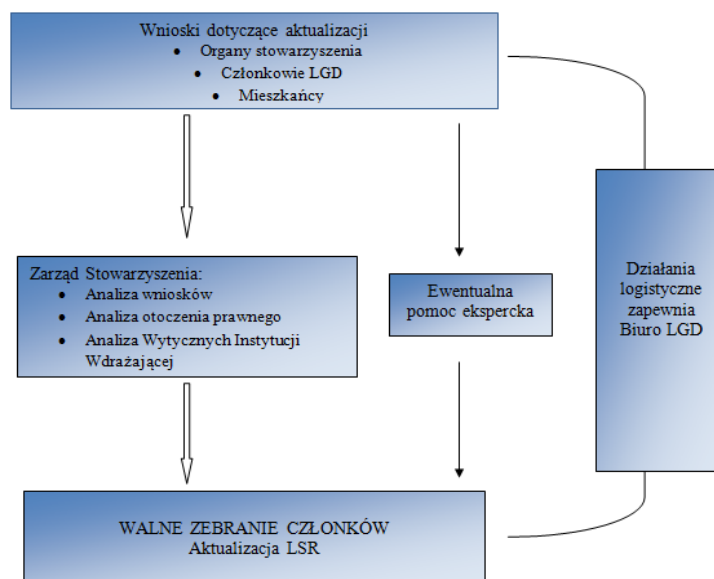 Wnioski dotyczące aktualizacji
• Organy stowarzyszenia
• Członkowie LGD
• Mieszkańcy
Zarząd Stowarzyszenia:
• Analiza wniosków
• Analiza otoczenia prawnego
• Analiza Wytycznych Instytucji
Wdrażającej
Ewentualna
pomoc ekspercka
Działania
logistyczne
zapewnia
Biuro LGD
WALNE ZEBRANIE CZŁONKÓW
Aktualizacja LSR